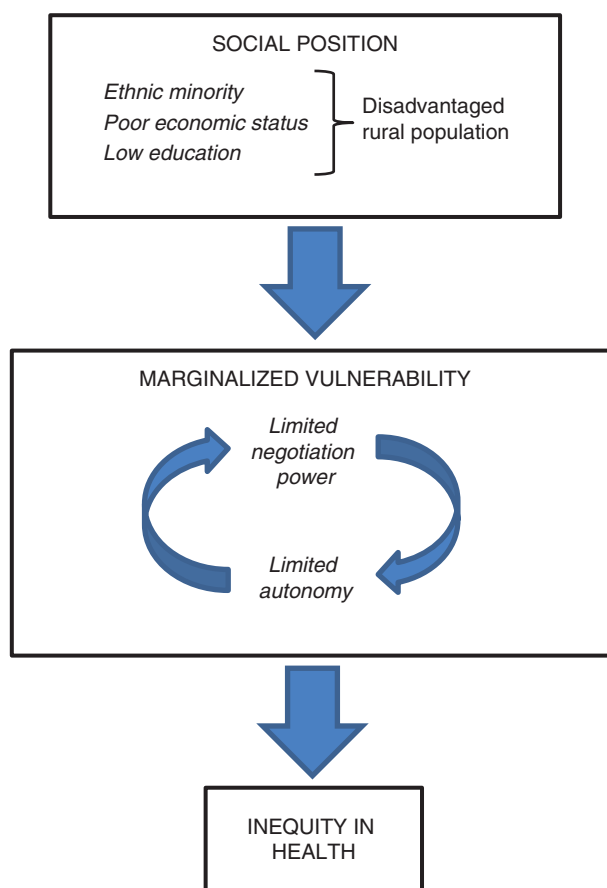 SOCIAL POSITION
Ethnic minority
Poor economic status
Low education
Disadvantaged
rural population
MARGINALIZED VULNERABILITY
Limited
negotiation
power
Limited
autonomy
INEQUITY IN
HEALTH